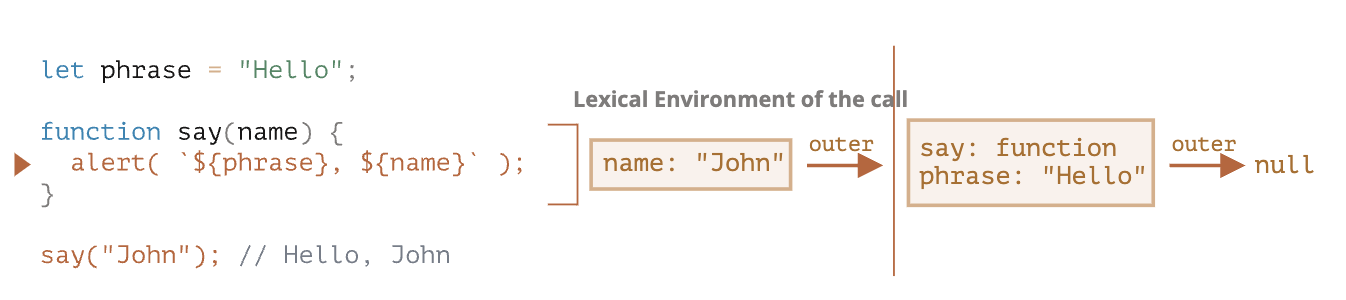 let phrase = "Hello";
function say(name) {
alert( `${phrase}, ${name}` );
}
say("John"); // Hello, John
Lexical Environment of the call
name: "John"
outer
say: function
phrase: "Hello"
outer
null